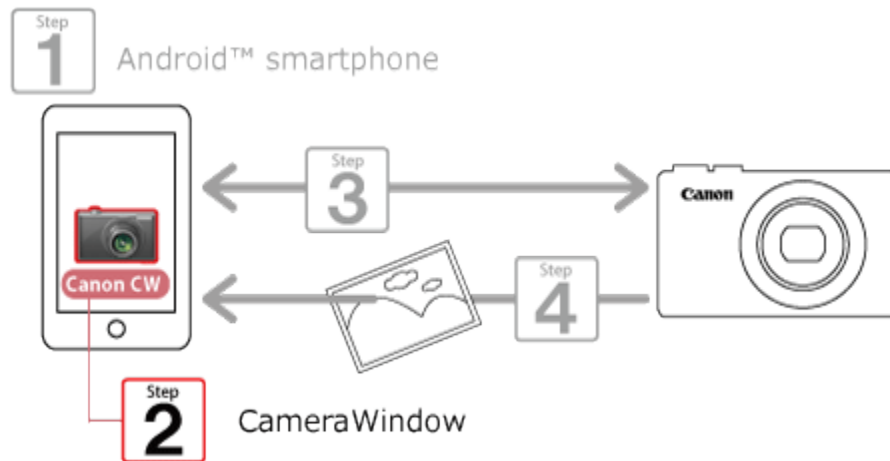 Step
1
Android™ smartphone
Step
3
Canon
Canon CW
Step
4
Step
2
CameraWindow